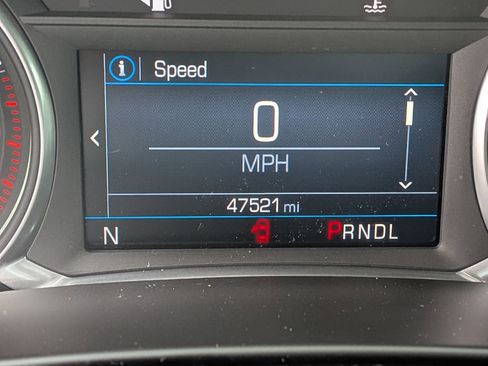 i Speed
0
MPH
47521 mi
N PRNDL